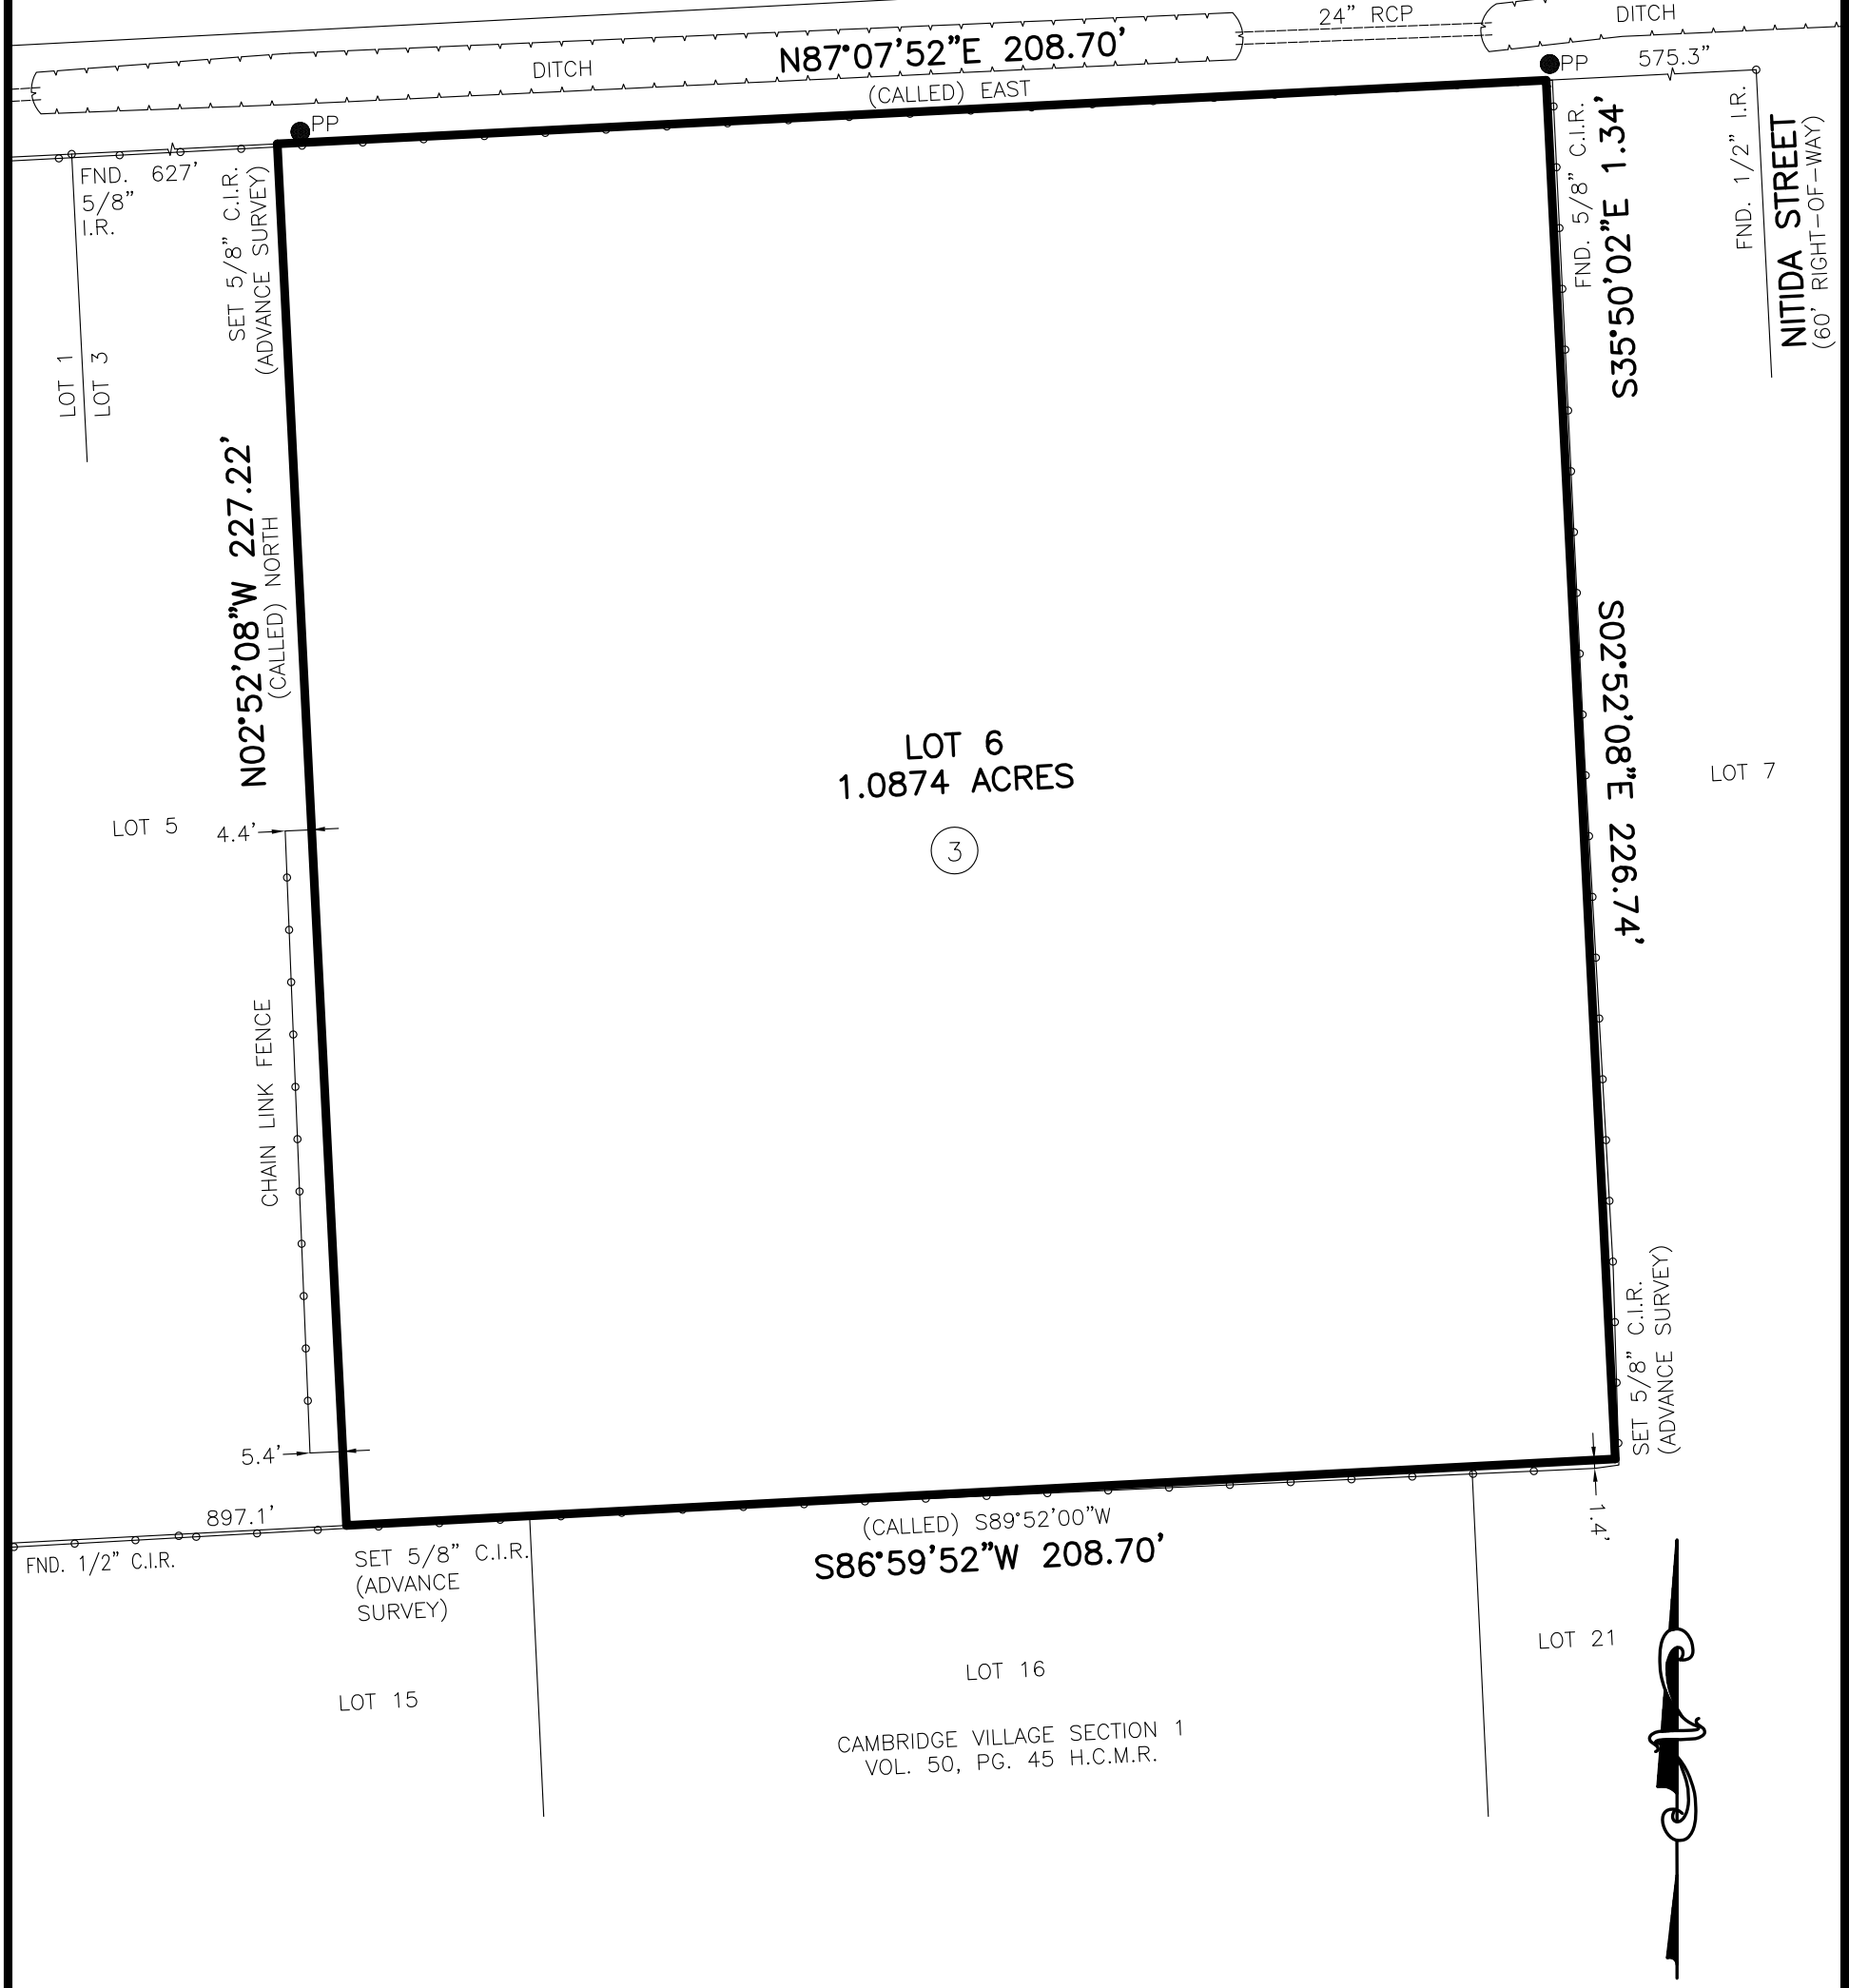 24" RCP
DITCH
N87°07'52"E 208.70'
DITCH
(CALLED) EAST
PP
575.3"
PP
FND. 627'
5/8"
I.R.
SET 5/8" C.I.R.
(ADVANCE SURVEY)
FND. 5/8" C.I.R.
S35°50'02"E 1.34'
FND. 1/2" I.R.
NITIDA STREET
(60' RIGHT-OF-WAY)
LOT 1
LOT 3
N02°52'08"W 227.22'
(CALLED) NORTH
S02°52'08"E 226.74'
LOT 6
1.0874 ACRES
3
LOT 7
LOT 5
4.4'
CHAIN LINK FENCE
5.4'
SET 5/8" C.I.R.
(ADVANCE SURVEY)
1.4'
897.1'
FND. 1/2" C.I.R.
SET 5/8" C.I.R.
(ADVANCE
SURVEY)
(CALLED) S89°52'00"W
S86°59'52"W 208.70'
LOT 21
LOT 16
LOT 15
CAMBRIDGE VILLAGE SECTION 1
VOL. 50, PG. 45 H.C.M.R.